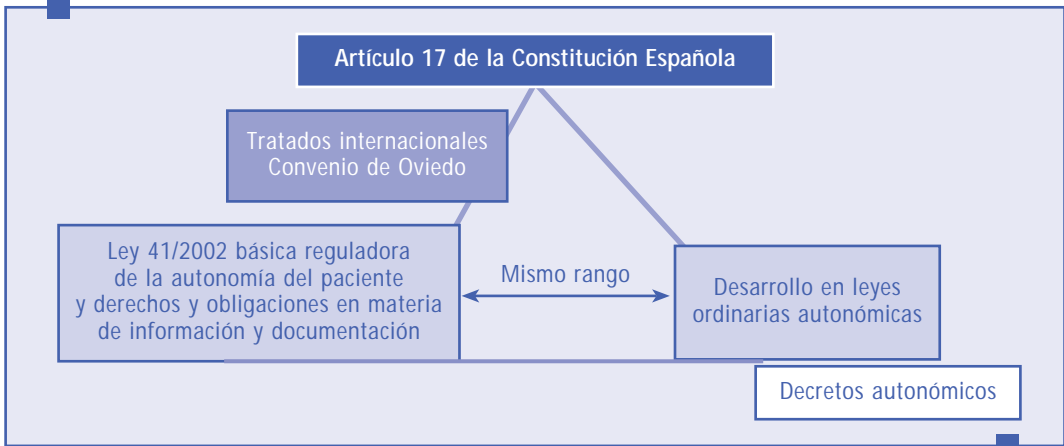 Artículo 17 de la Constitución Española
Tratados internacionales
Convenio de Oviedo
Ley 41/2002 básica reguladora
de la autonomía del paciente
y derechos y obligaciones en materia
de información y documentación
Mismo rango
Desarrollo en leyes
ordinarias autonómicas
Decretos autonómicos